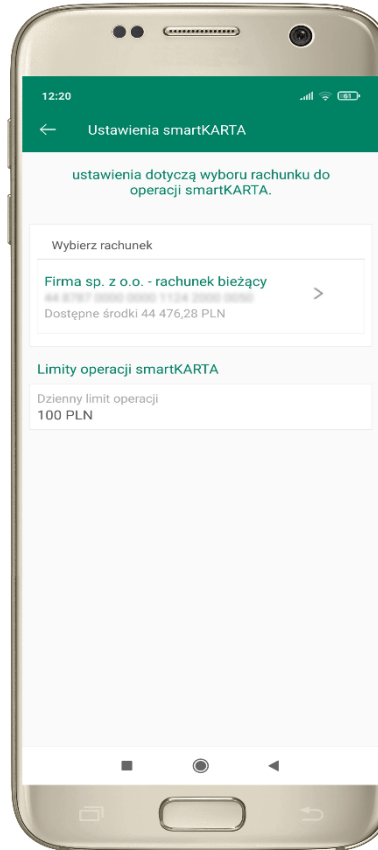 12:20
61
Ustawienia smartKARTA
ustawienia dotyczą wyboru rachunku do
operacji smartKARTA.
Wybierz rachunek
Firma sp. z o.o. - rachunek bieżący
Dostępne środki 44 476,28 PLN
Limity operacji smartKARTA
Dzienny limit operacji
100 PLN